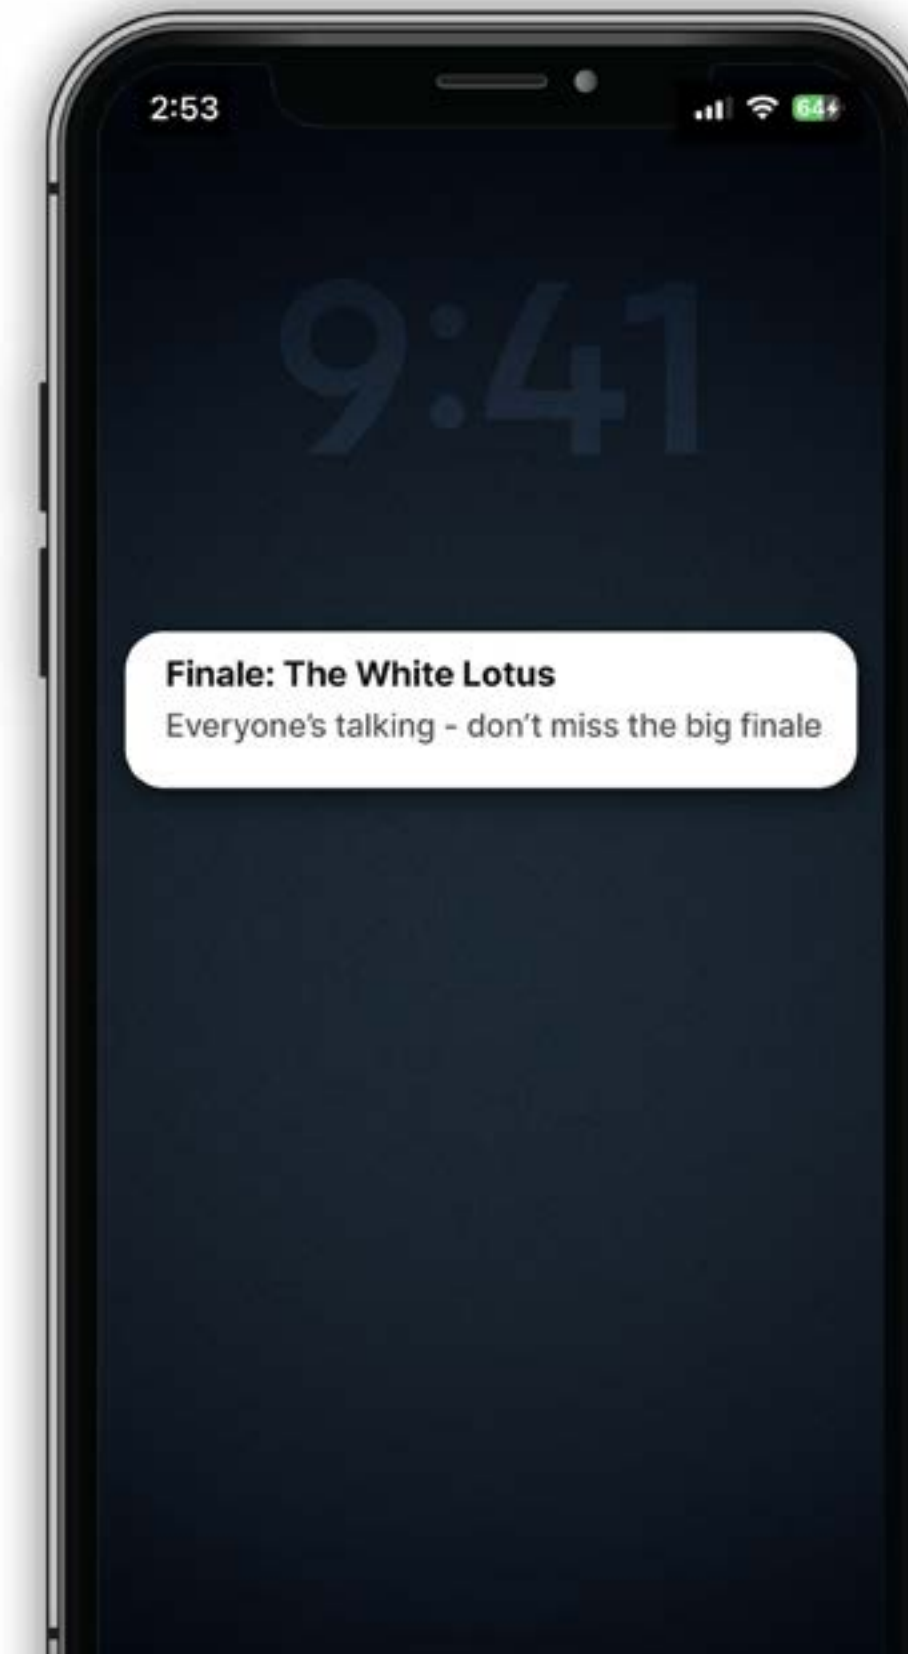 2:53
64
9:41
Finale: The White Lotus
Everyone’s talking - don’t miss the big finale